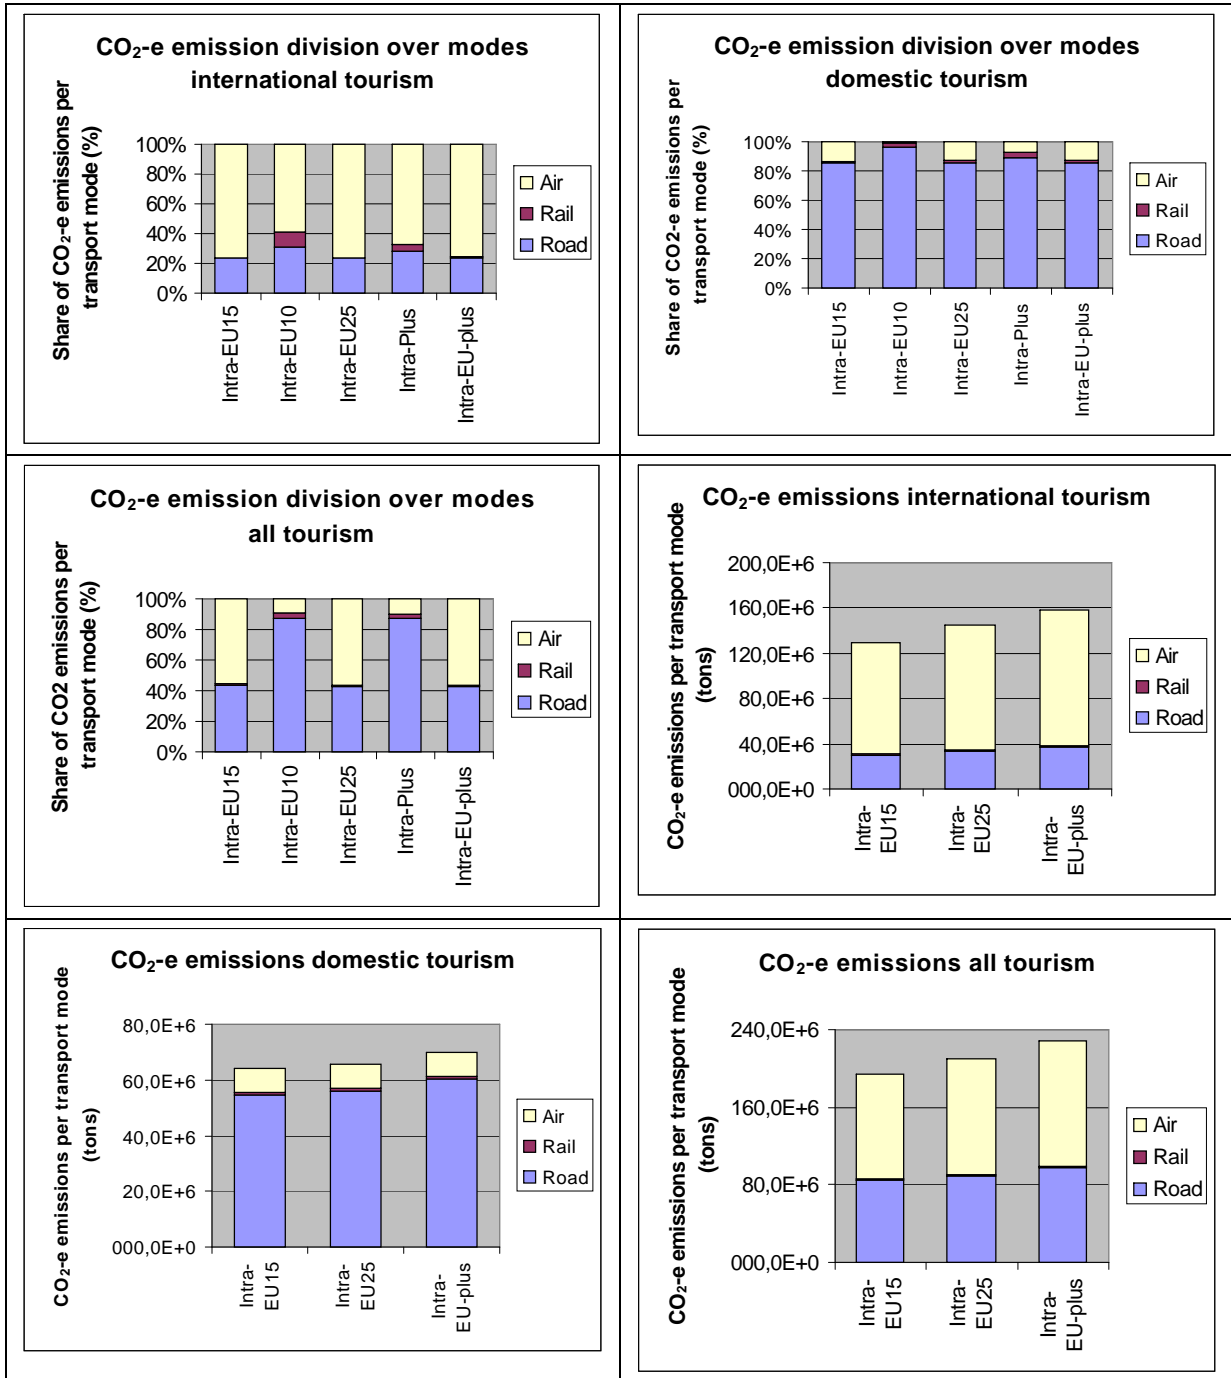 CO₂-e emission division over modes
international tourism
Share of CO₂-e emissions per
transport mode (%)
100%
80%
60%
40%
20%
0%
Intra-EU15
Intra-EU10
Intra-EU25
Intra-Plus
Intra-EU-plus
Air
Rail
Road
CO₂-e emission division over modes
domestic tourism
Share of CO2-e emissions per
transport mode (%)
100%
80%
60%
40%
20%
0%
Intra-EU15
Intra-EU10
Intra-EU25
Intra-Plus
Intra-EU-plus
Air
Rail
Road
CO₂-e emission division over modes
all tourism
Share of CO2 emissions per
transport mode (%)
100%
80%
60%
40%
20%
0%
Intra-EU15
Intra-EU10
Intra-EU25
Intra-Plus
Intra-EU-plus
Air
Rail
Road
CO₂-e emissions international tourism
CO₂-e emissions per transport mode
(tons)
200,0E+6
160,0E+6
120,0E+6
80,0E+6
40,0E+6
000,0E+0
Intra-
EU15
Intra-
EU25
Intra-
EU-plus
Air
Rail
Road
CO₂-e emissions domestic tourism
CO₂-e emissions per transport mode
(tons)
80,0E+6
60,0E+6
40,0E+6
20,0E+6
000,0E+0
Intra-
EU15
Intra-
EU25
Intra-
EU-plus
Air
Rail
Road
CO₂-e emissions all tourism
CO₂-e emissions per transport mode
(tons)
240,0E+6
160,0E+6
80,0E+6
000,0E+0
Intra-
EU15
Intra-
EU25
Intra-
EU-plus
Air
Rail
Road